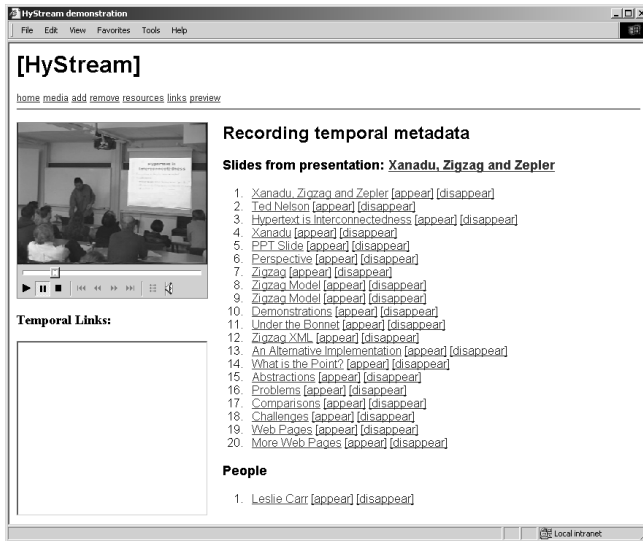 HyStream demonstration
File Edit View Favorites Tools Help
[HyStream]
home media add remove resources links preview
Recording temporal metadata
Slides from presentation: Xanadu, Zigzag and Zepler
1. Xanadu, Zigzag and Zepler [appear] [disappear]
2. Ted Nelson [appear] [disappear]
3. Hypertext is Interconnectedness [appear] [disappear]
4. Xanadu [appear] [disappear]
5. PPT Slide [appear] [disappear]
6. Perspective [appear] [disappear]
7. Zigzag [appear] [disappear]
8. Zigzag Model [appear] [disappear]
9. Zigzag Model [appear] [disappear]
10. Demonstrations [appear] [disappear]
11. Under the Bonnet [appear] [disappear]
12. Zigzag XML [appear] [disappear]
13. An Alternative Implementation [appear] [disappear]
14. What is the Point? [appear] [disappear]
15. Abstractions [appear] [disappear]
16. Problems [appear] [disappear]
17. Comparisons [appear] [disappear]
18. Challenges [appear] [disappear]
19. Web Pages [appear] [disappear]
20. More Web Pages [appear] [disappear]
People
1. Leslie Carr [appear] [disappear]
Temporal Links:
Local intranet